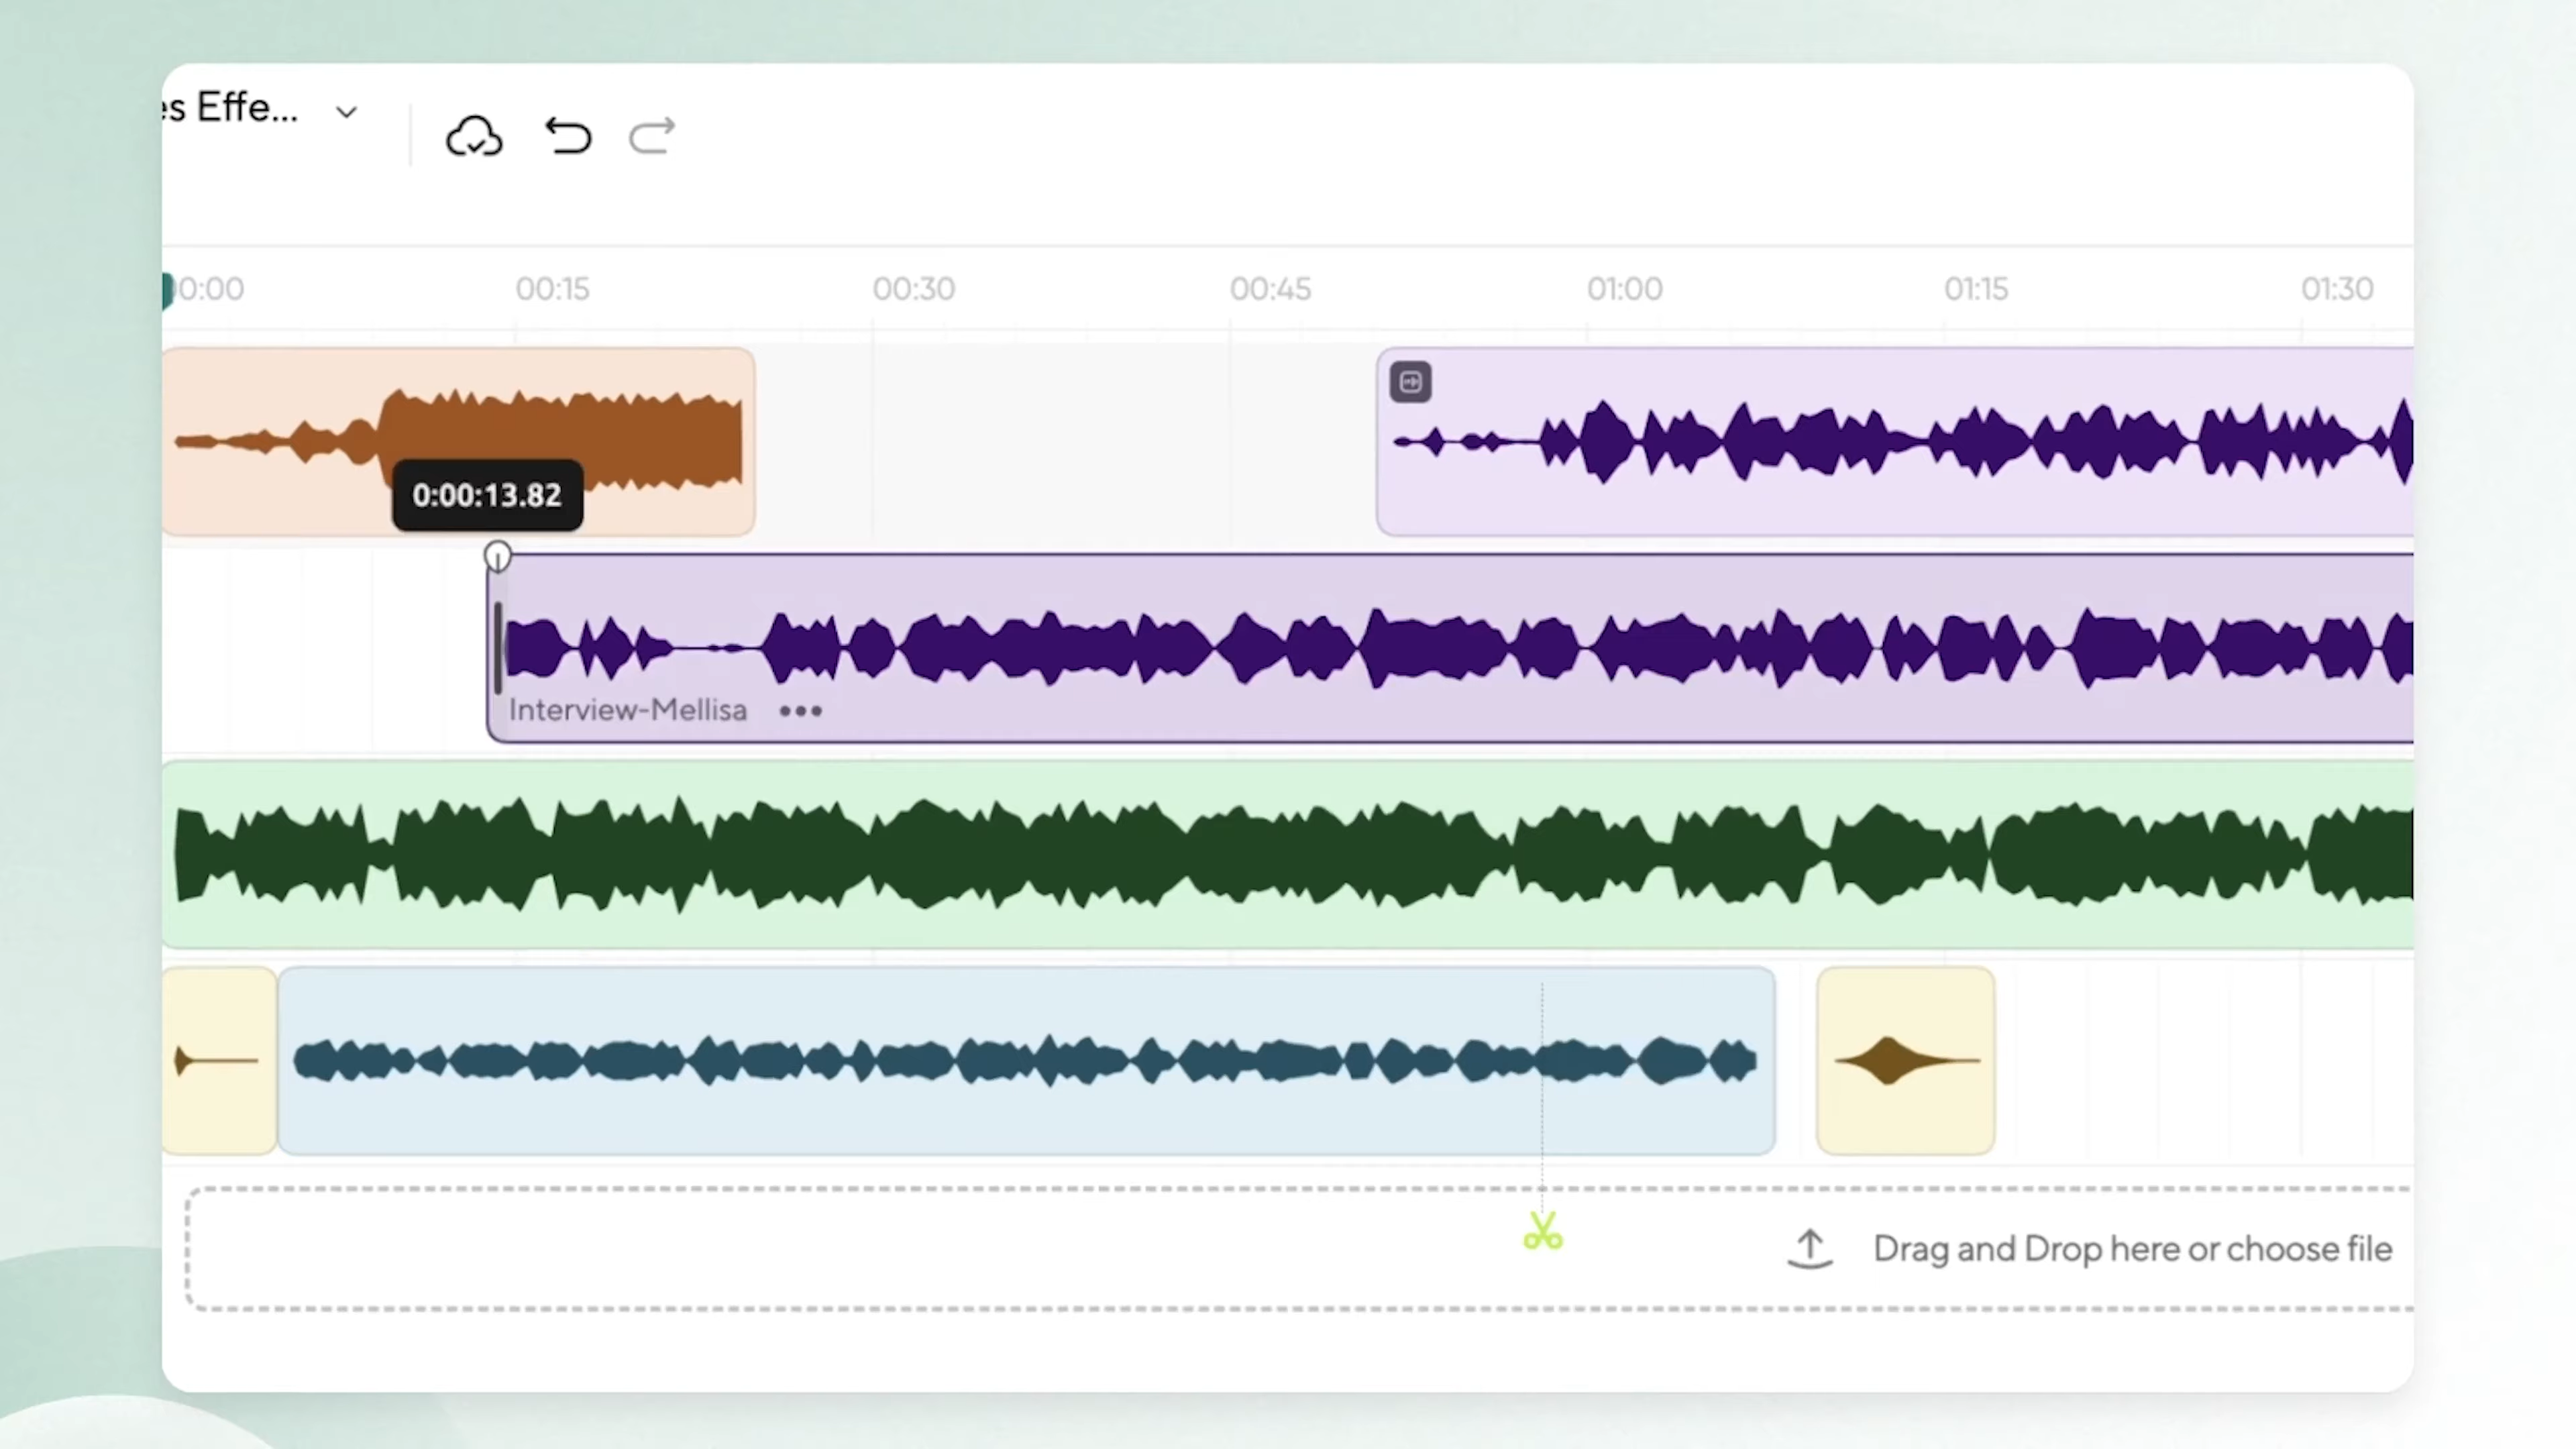 es Effe...
0:00
00:15
00:30
00:45
01:00
01:15
01:30
0:00:13.82
Interview-Mellisa
Drag and Drop here or choose file